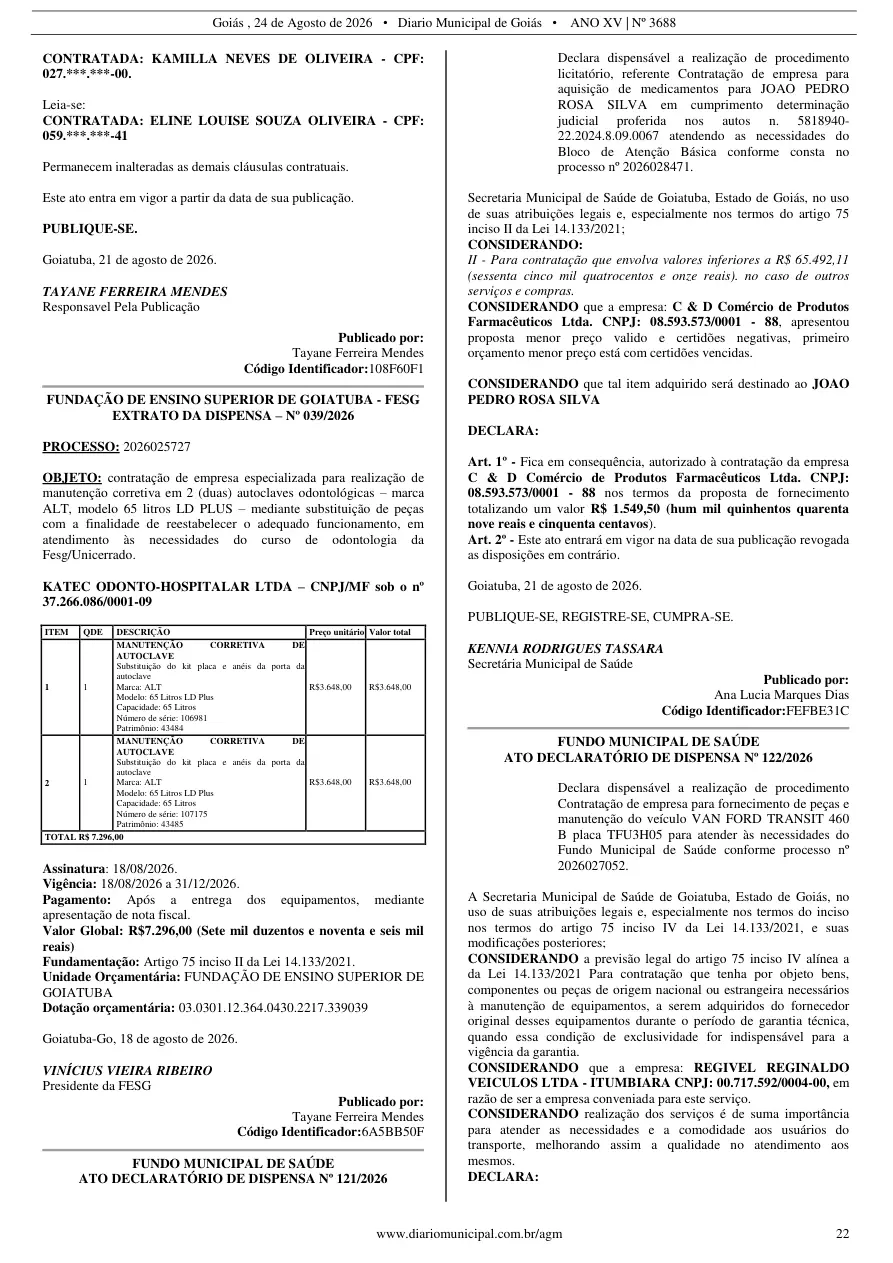 Goiás , 24 de Agosto de 2026 • Diario Municipal de Goiás • ANO XV | Nº 3688
CONTRATADA: KAMILLA NEVES DE OLIVEIRA - CPF:
027.***.***-00.
Leia-se:
CONTRATADA: ELINE LOUISE SOUZA OLIVEIRA - CPF:
059.***.***-41
Permanecem inalteradas as demais cláusulas contratuais.
Este ato entra em vigor a partir da data de sua publicação.
PUBLIQUE-SE.
Goiatuba, 21 de agosto de 2026.
TAYANE FERREIRA MENDES
Responsavel Pela Publicação
Publicado por:
Tayane Ferreira Mendes
Código Identificador:108F60F1
FUNDAÇÃO DE ENSINO SUPERIOR DE GOIATUBA - FESG
EXTRATO DA DISPENSA – Nº 039/2026
PROCESSO: 2026025727
OBJETO: contratação de empresa especializada para realização de
manutenção corretiva em 2 (duas) autoclaves odontológicas – marca
ALT, modelo 65 litros LD PLUS – mediante substituição de peças
com a finalidade de reestabelecer o adequado funcionamento, em
atendimento às necessidades do curso de odontologia da
Fesg/Unicerrado.
KATEC ODONTO-HOSPITALAR LTDA – CNPJ/MF sob o nº
37.266.086/0001-09
ITEM QDE DESCRIÇÃO Preço unitário Valor total
MANUTENÇÃO CORRETIVA DE
AUTOCLAVE
Substituição do kit placa e anéis da porta da
autoclave
1 1 Marca: ALT R$3.648,00 R$3.648,00
Modelo: 65 Litros LD Plus
Capacidade: 65 Litros
Número de série: 106981
Patrimônio: 43484
MANUTENÇÃO CORRETIVA DE
AUTOCLAVE
Substituição do kit placa e anéis da porta da
autoclave
2 1 Marca: ALT R$3.648,00 R$3.648,00
Modelo: 65 Litros LD Plus
Capacidade: 65 Litros
Número de série: 107175
Patrimônio: 43485
TOTAL R$ 7.296,00
Assinatura: 18/08/2026.
Vigência: 18/08/2026 a 31/12/2026.
Pagamento: Após a entrega dos equipamentos, mediante
apresentação de nota fiscal.
Valor Global: R$7.296,00 (Sete mil duzentos e noventa e seis mil
reais)
Fundamentação: Artigo 75 inciso II da Lei 14.133/2021.
Unidade Orçamentária: FUNDAÇÃO DE ENSINO SUPERIOR DE
GOIATUBA
Dotação orçamentária: 03.0301.12.364.0430.2217.339039
Goiatuba-Go, 18 de agosto de 2026.
VINÍCIUS VIEIRA RIBEIRO
Presidente da FESG
Publicado por:
Tayane Ferreira Mendes
Código Identificador:6A5BB50F
FUNDO MUNICIPAL DE SAÚDE
ATO DECLARATÓRIO DE DISPENSA Nº 121/2026
Declara dispensável a realização de procedimento
licitatório, referente Contratação de empresa para
aquisição de medicamentos para JOAO PEDRO
ROSA SILVA em cumprimento determinação
judicial proferida nos autos n. 5818940-
22.2024.8.09.0067 atendendo as necessidades do
Bloco de Atenção Básica conforme consta no
processo nº 2026028471.
Secretaria Municipal de Saúde de Goiatuba, Estado de Goiás, no uso
de suas atribuições legais e, especialmente nos termos do artigo 75
inciso II da Lei 14.133/2021;
CONSIDERANDO:
II - Para contratação que envolva valores inferiores a R$ 65.492,11
(sessenta cinco mil quatrocentos e onze reais). no caso de outros
serviços e compras.
CONSIDERANDO que a empresa: C & D Comércio de Produtos
Farmacêuticos Ltda. CNPJ: 08.593.573/0001 - 88, apresentou
proposta menor preço valido e certidões negativas, primeiro
orçamento menor preço está com certidões vencidas.
CONSIDERANDO que tal item adquirido será destinado ao JOAO
PEDRO ROSA SILVA
DECLARA:
Art. 1º - Fica em consequência, autorizado à contratação da empresa
C & D Comércio de Produtos Farmacêuticos Ltda. CNPJ:
08.593.573/0001 - 88 nos termos da proposta de fornecimento
totalizando um valor R$ 1.549,50 (hum mil quinhentos quarenta
nove reais e cinquenta centavos).
Art. 2º - Este ato entrará em vigor na data de sua publicação revogada
as disposições em contrário.
Goiatuba, 21 de agosto de 2026.
PUBLIQUE-SE, REGISTRE-SE, CUMPRA-SE.
KENNIA RODRIGUES TASSARA
Secretária Municipal de Saúde
Publicado por:
Ana Lucia Marques Dias
Código Identificador:FEFBE31C
FUNDO MUNICIPAL DE SAÚDE
ATO DECLARATÓRIO DE DISPENSA Nº 122/2026
Declara dispensável a realização de procedimento
Contratação de empresa para fornecimento de peças e
manutenção do veículo VAN FORD TRANSIT 460
B placa TFU3H05 para atender às necessidades do
Fundo Municipal de Saúde conforme processo nº
2026027052.
A Secretaria Municipal de Saúde de Goiatuba, Estado de Goiás, no
uso de suas atribuições legais e, especialmente nos termos do inciso
nos termos do artigo 75 inciso IV da Lei 14.133/2021, e suas
modificações posteriores;
CONSIDERANDO a previsão legal do artigo 75 inciso IV alínea a
da Lei 14.133/2021 Para contratação que tenha por objeto bens,
componentes ou peças de origem nacional ou estrangeira necessários
à manutenção de equipamentos, a serem adquiridos do fornecedor
original desses equipamentos durante o período de garantia técnica,
quando essa condição de exclusividade for indispensável para a
vigência da garantia.
CONSIDERANDO que a empresa: REGIVEL REGINALDO
VEICULOS LTDA - ITUMBIARA CNPJ: 00.717.592/0004-00, em
razão de ser a empresa conveniada para este serviço.
CONSIDERANDO realização dos serviços é de suma importância
para atender as necessidades e a comodidade aos usuários do
transporte, melhorando assim a qualidade no atendimento aos
mesmos.
DECLARA:
www.diariomunicipal.com.br/agm 22